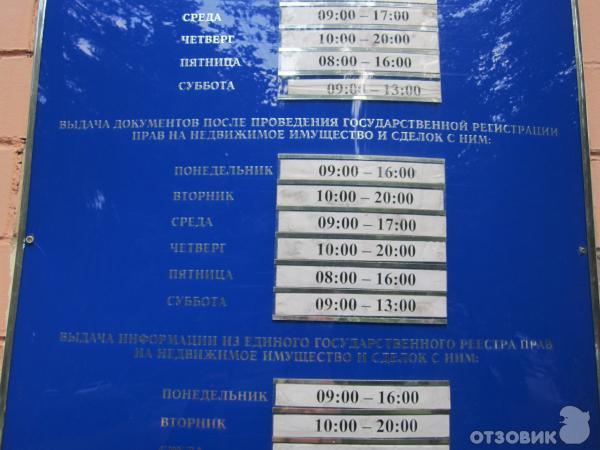 СРЕДА 09:00 – 17:00
ЧЕТВЕРГ 10:00 – 20:00
ПЯТНИЦА 08:00 – 16:00
СУББОТА 09:00 – 13:00
ВЫДАЧА ДОКУМЕНТОВ ПОСЛЕ ПРОВЕДЕНИЯ ГОСУДАРСТВЕННОЙ РЕГИСТРАЦИИ
ПРАВ НА НЕДВИЖИМОЕ ИМУЩЕСТВО И СДЕЛОК С НИМ:
ПОНЕДЕЛЬНИК 09:00 – 16:00
ВТОРНИК 10:00 – 20:00
СРЕДА 09:00 – 17:00
ЧЕТВЕРГ 10:00 – 20:00
ПЯТНИЦА 08:00 – 16:00
СУББОТА 09:00 – 13:00
ВЫДАЧА ИНФОРМАЦИИ ИЗ ЕДИНОГО ГОСУДАРСТВЕННОГО РЕЕСТРА ПРАВ
НА НЕДВИЖИМОЕ ИМУЩЕСТВО И СДЕЛОК С НИМ:
ПОНЕДЕЛЬНИК 09:00 – 16:00
ВТОРНИК 10:00 – 20:00
ОТЗОВИК